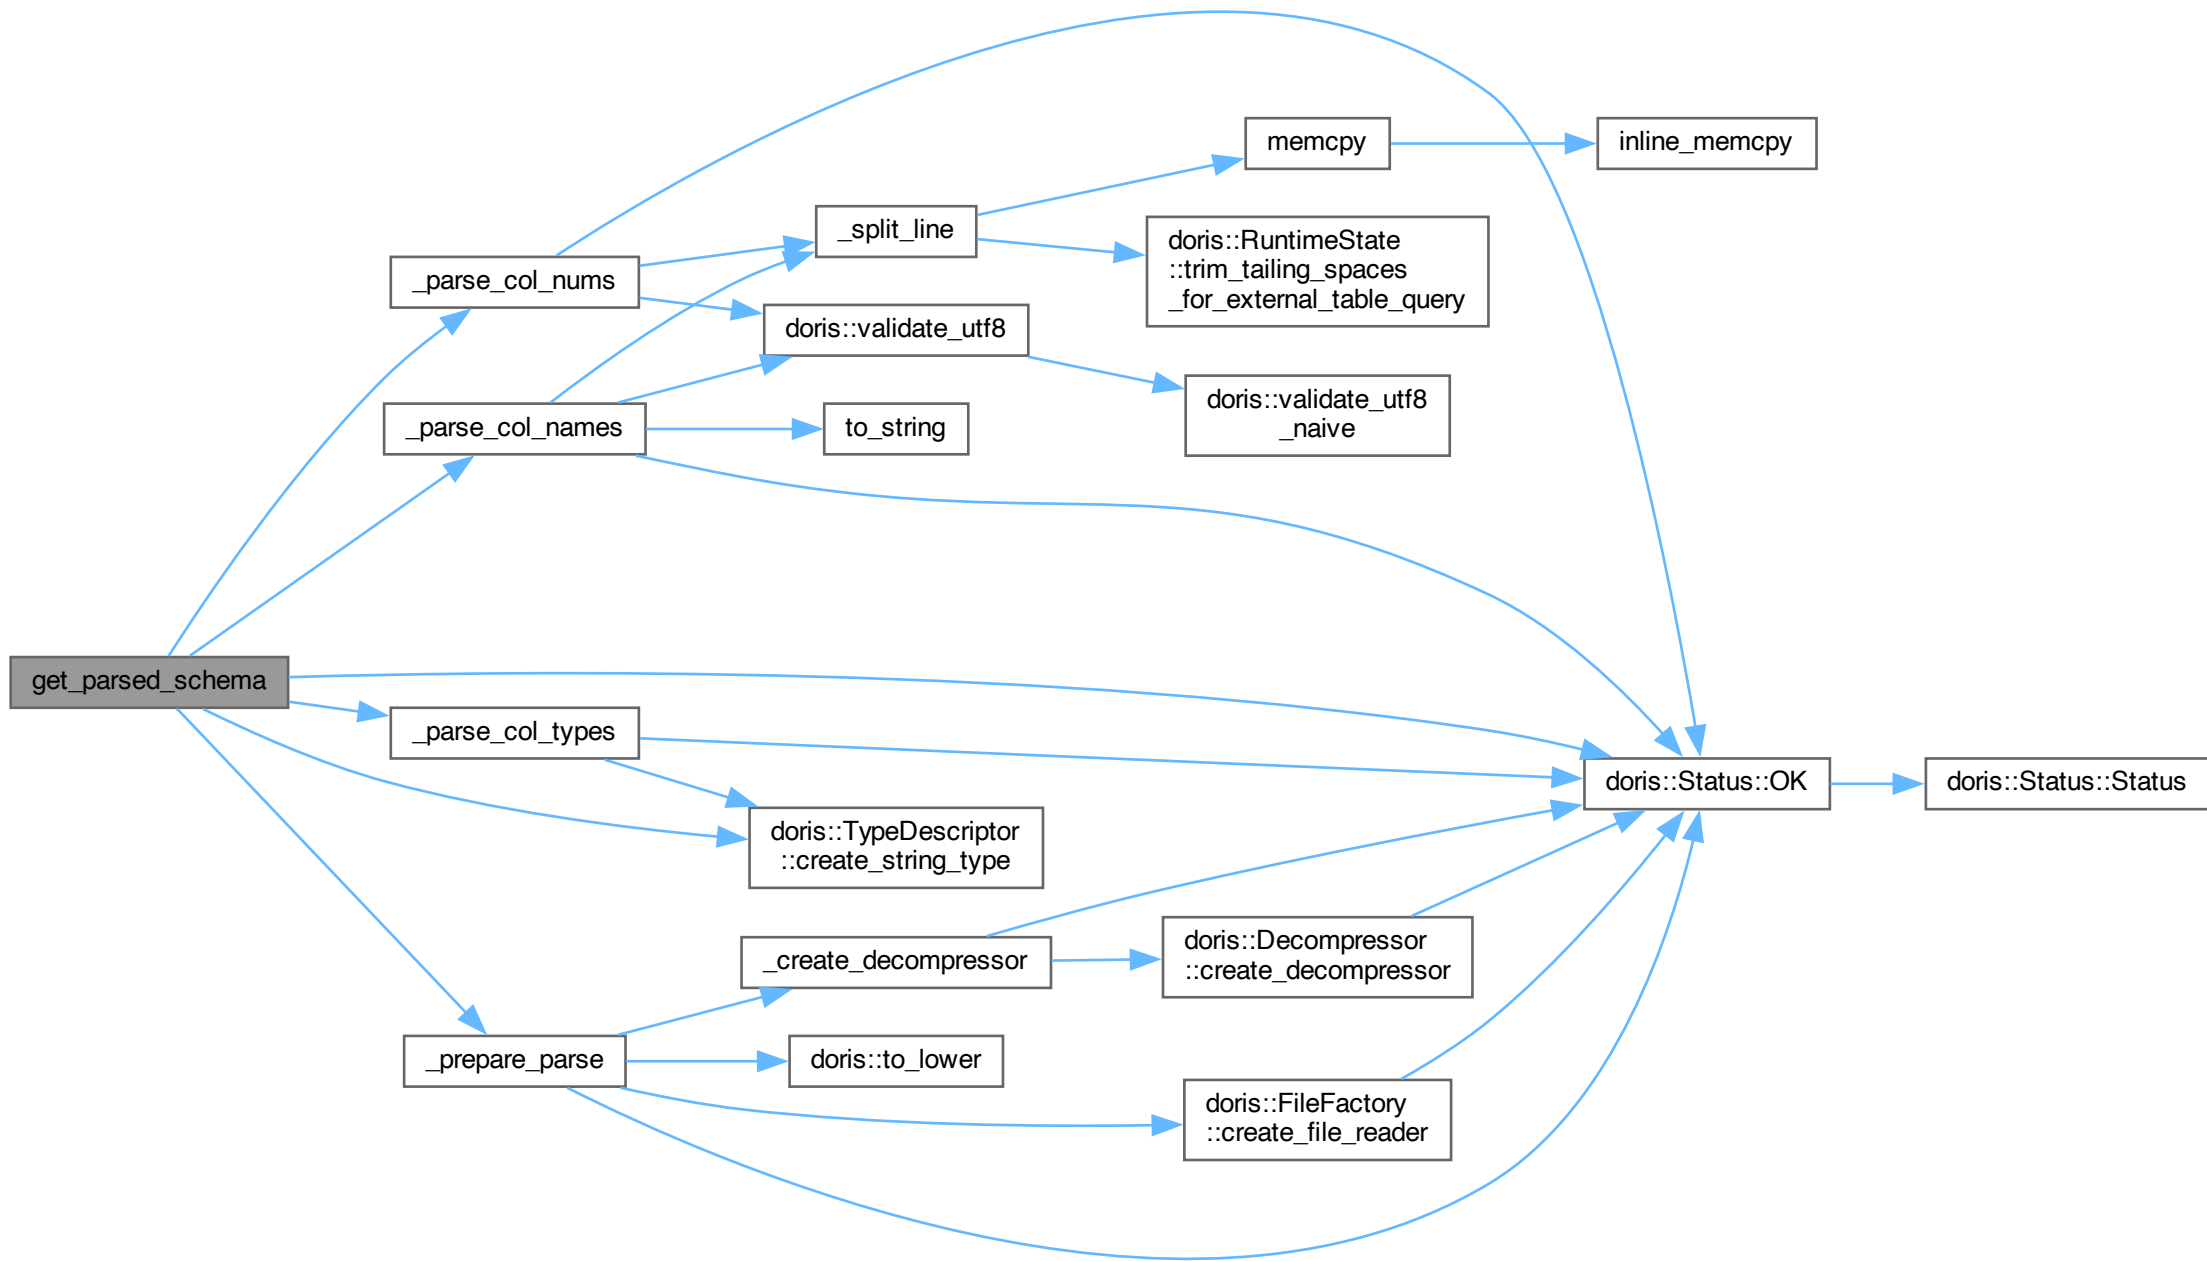 memcpy
inline_memcpy
_split_line
doris::RuntimeState
::trim_tailing_spaces
_for_external_table_query
_parse_col_nums
doris::validate_utf8
doris::validate_utf8
_naive
_parse_col_names
to_string
get_parsed_schema
_parse_col_types
doris::Status::OK
doris::Status::Status
doris::TypeDescriptor
::create_string_type
_create_decompressor
doris::Decompressor
::create_decompressor
_prepare_parse
doris::to_lower
doris::FileFactory
::create_file_reader